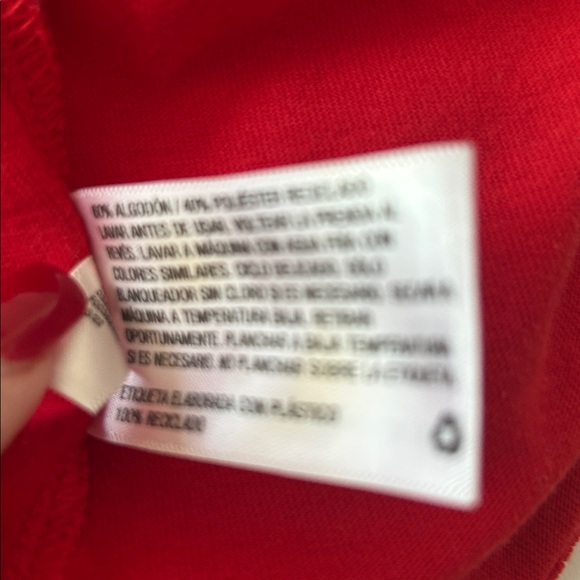 60% ALGODÓN / 40% POLIÉSTER RECICLADO
LAVAR ANTES DE USAR. VOLTEAR LA PRENDA AL
REVÉS. LAVAR A MÁQUINA CON AGUA FRÍA CON
COLORES SIMILARES. CICLO DELICADO. SÓLO
BLANQUEADOR SIN CLORO SI ES NECESARIO. SECAR A
MÁQUINA A TEMPERATURA BAJA. RETIRAR
OPORTUNAMENTE. PLANCHAR A BAJA TEMPERATURA
SI ES NECESARIO. NO PLANCHAR SOBRE LA ETIQUETA.
ETIQUETA ELABORADA CON PLÁSTICO
100% RECICLADO